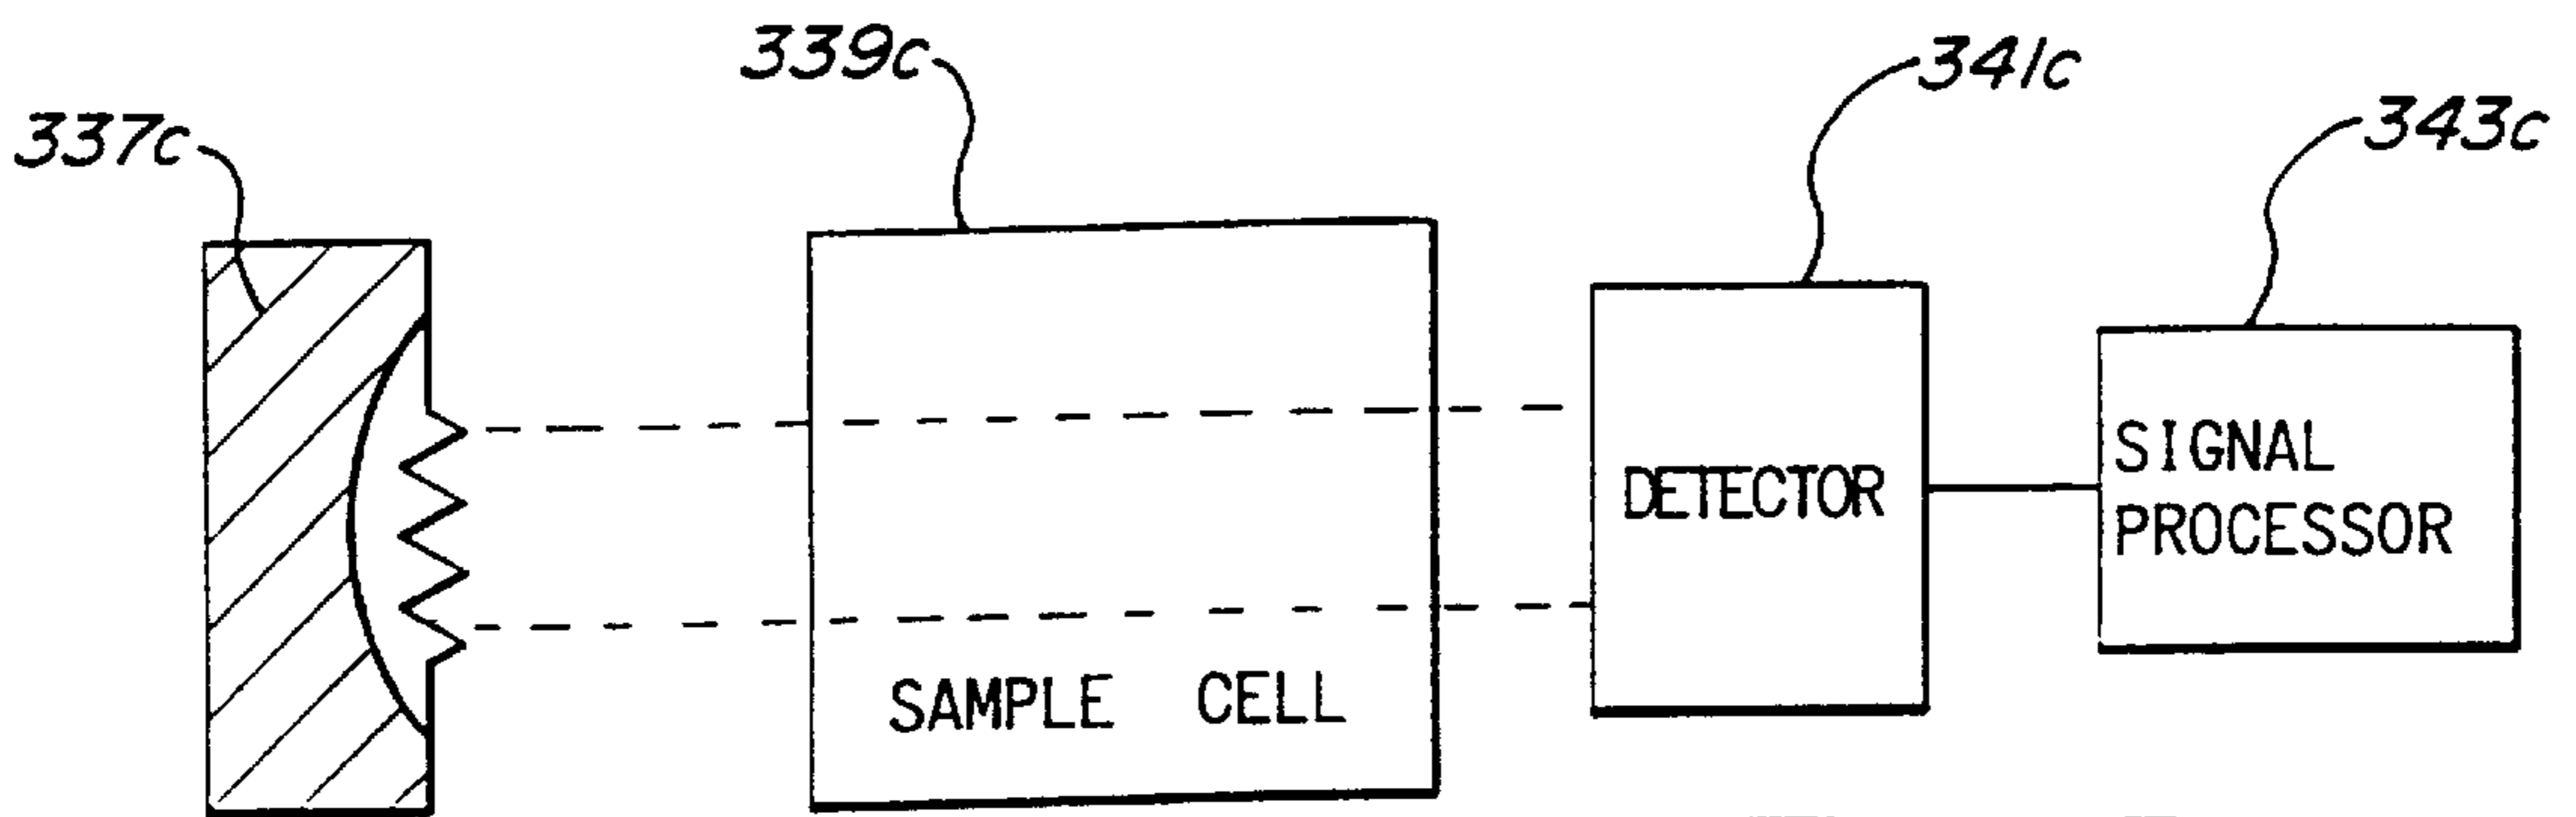 339c
341c
343c
337c
DETECTOR
SIGNAL
PROCESSOR
SAMPLE CELL